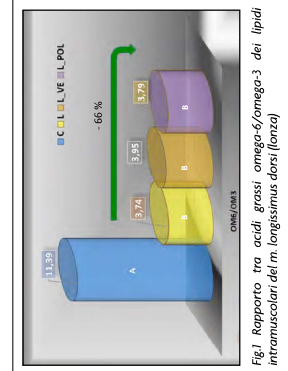 C L L_VE L_POL
- 66 %
11,39
3,74
3,95
3,79
A
B
B
B
OM6/OM3
Fig.1 Rapporto tra acidi grassi omega-6/omega-3 dei lipidi
intramuscolari del m. longissimus dorsi (lonza)